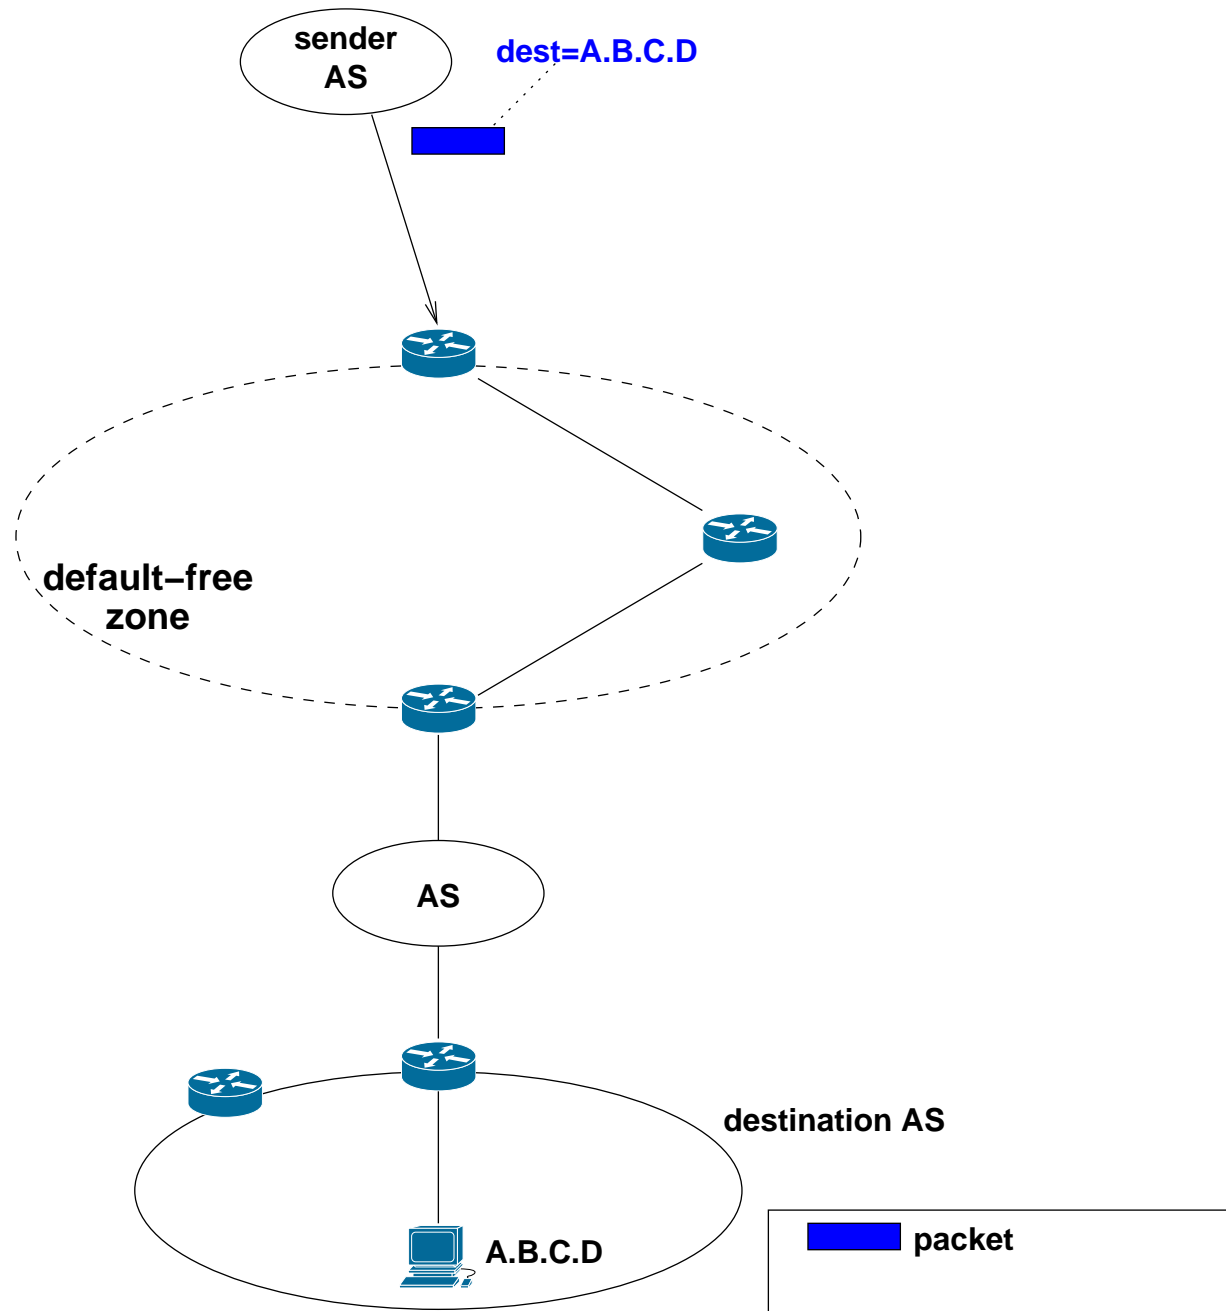 sender
AS
dest=A.B.C.D
default–free
zone
AS
destination AS
A.B.C.D
packet